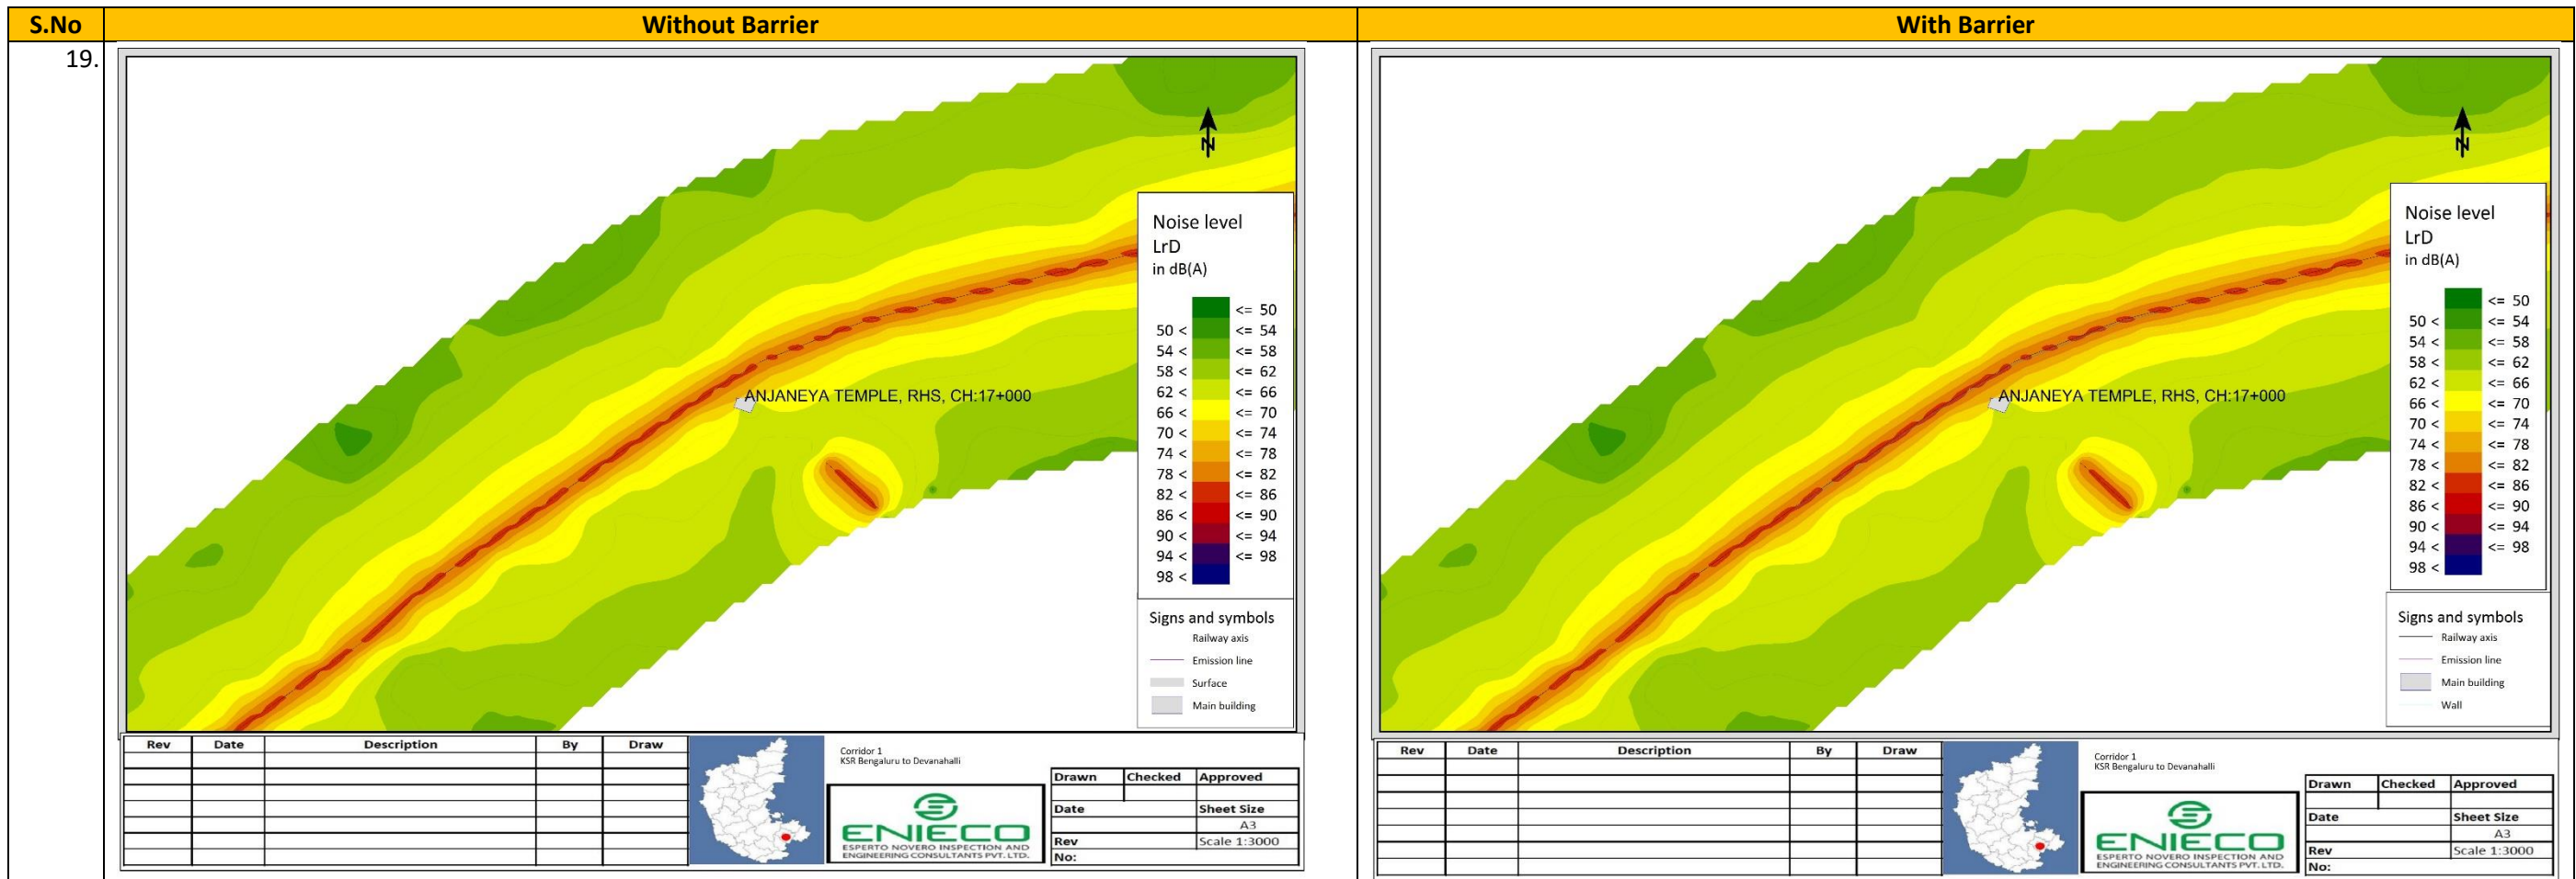 S.No Without Barrier With Barrier
19.
N
Noise level
LrD
in dB(A)
<= 50
50 < <= 54
54 < <= 58
58 < <= 62
62 < <= 66
66 < <= 70
70 < <= 74
74 < <= 78
78 < <= 82
82 < <= 86
86 < <= 90
90 < <= 94
94 < <= 98
98 <
Signs and symbols
Railway axis
Emission line
Surface
Main building
ANJANEYA TEMPLE, RHS, CH:17+000
Rev Date Description By Draw
Corridor 1
KSR Bengaluru to Devanahalli
ENIECO
ESPERTO NOVERO INSPECTION AND
ENGINEERING CONSULTANTS PVT. LTD.
Drawn Checked Approved
Date Sheet Size
A3
Rev Scale 1:3000
No:
N
Noise level
LrD
in dB(A)
<= 50
50 < <= 54
54 < <= 58
58 < <= 62
62 < <= 66
66 < <= 70
70 < <= 74
74 < <= 78
78 < <= 82
82 < <= 86
86 < <= 90
90 < <= 94
94 < <= 98
98 <
Signs and symbols
Railway axis
Emission line
Main building
Wall
ANJANEYA TEMPLE, RHS, CH:17+000
Rev Date Description By Draw
Corridor 1
KSR Bengaluru to Devanahalli
ENIECO
ESPERTO NOVERO INSPECTION AND
ENGINEERING CONSULTANTS PVT. LTD.
Drawn Checked Approved
Date Sheet Size
A3
Rev Scale 1:3000
No: